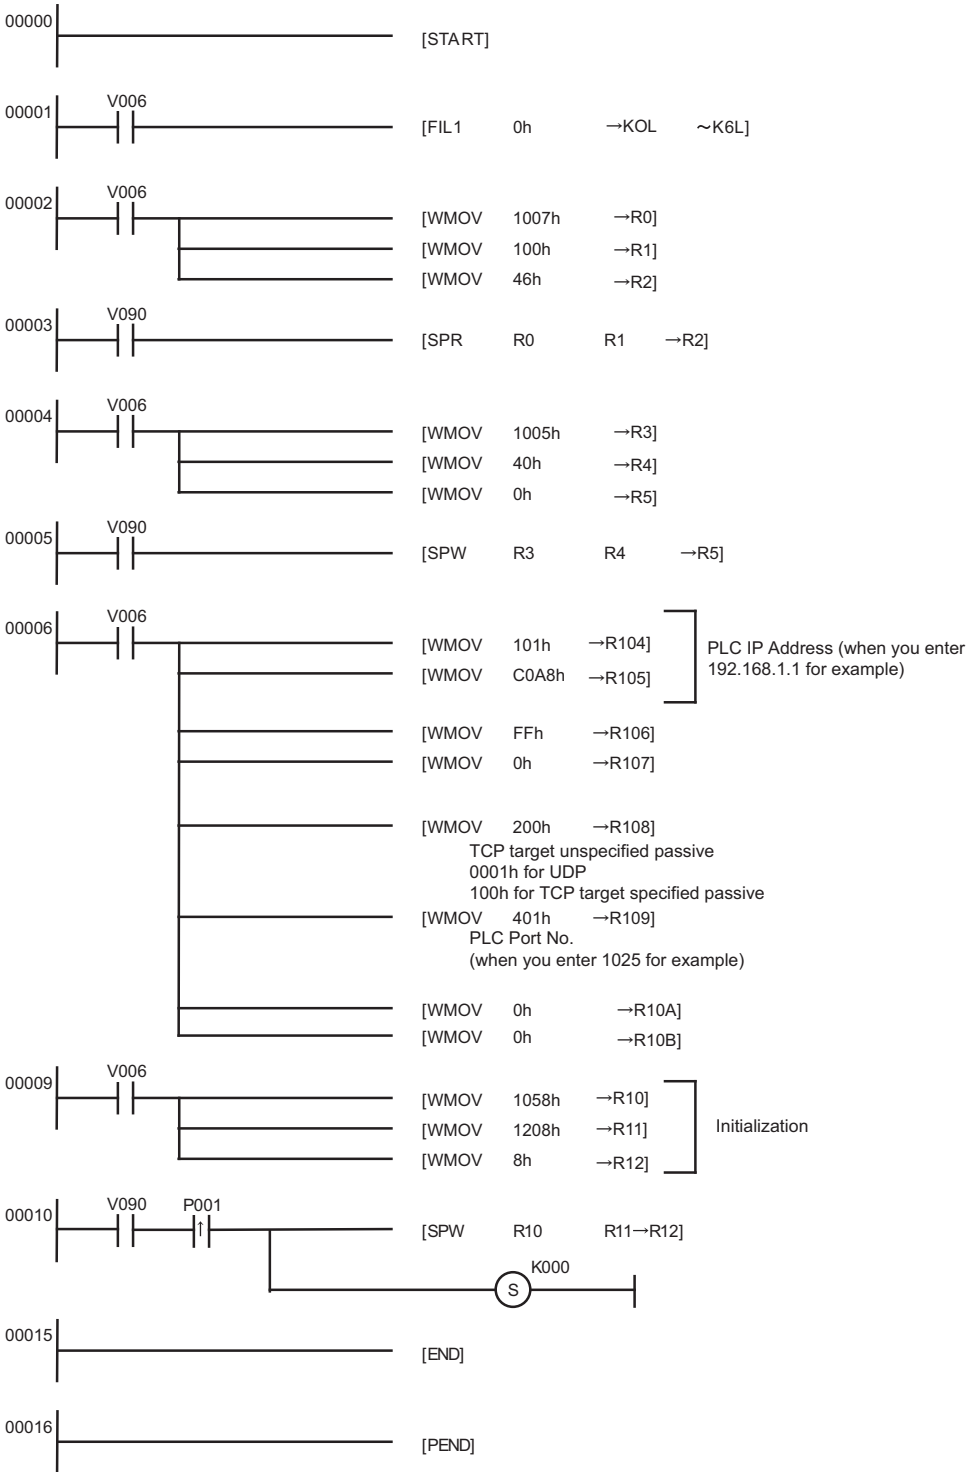 00000
[START]
00001
V006
[FIL1 0h →KOL ～K6L]
00002
V006
[WMOV 1007h →R0]
[WMOV 100h →R1]
[WMOV 46h →R2]
00003
V090
[SPR R0 R1 →R2]
00004
V006
[WMOV 1005h →R3]
[WMOV 40h →R4]
[WMOV 0h →R5]
00005
V090
[SPW R3 R4 →R5]
00006
V006
[WMOV 101h →R104]
[WMOV C0A8h →R105]
PLC IP Address (when you enter
192.168.1.1 for example)
[WMOV FFh →R106]
[WMOV 0h →R107]
[WMOV 200h →R108]
TCP target unspecified passive
0001h for UDP
100h for TCP target specified passive
[WMOV 401h →R109]
PLC Port No.
(when you enter 1025 for example)
[WMOV 0h →R10A]
[WMOV 0h →R10B]
00009
V006
[WMOV 1058h →R10]
[WMOV 1208h →R11]
[WMOV 8h →R12]
Initialization
00010
V090 P001
↑
[SPW R10 R11→R12]
K000
S
00015
[END]
00016
[PEND]